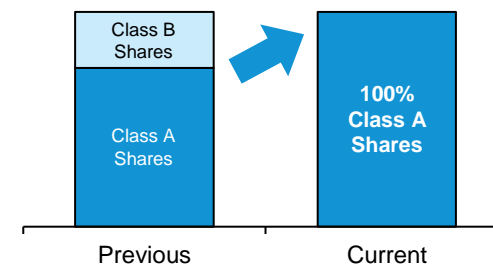 Class B
Shares
Class A
Shares
100%
Class A
Shares
Previous
Current